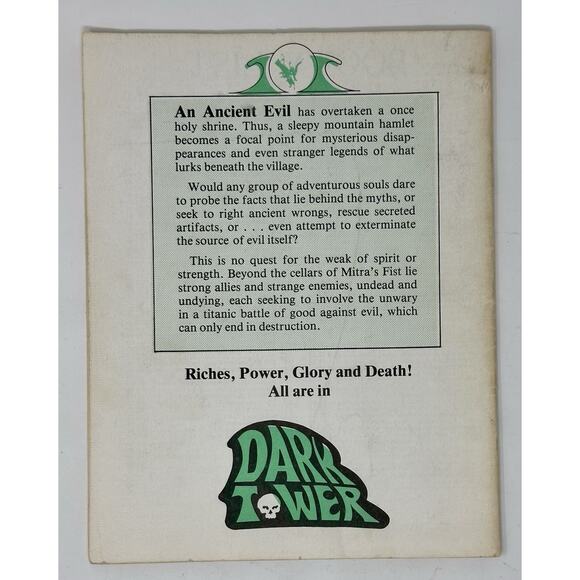 An Ancient Evil has overtaken a once
holy shrine. Thus, a sleepy mountain hamlet
becomes a focal point for mysterious disap-
pearances and even stranger legends of what
lurks beneath the village.
Would any group of adventurous souls dare
to probe the facts that lie behind the myths, or
seek to right ancient wrongs, rescue secreted
artifacts, or . . . even attempt to exterminate
the source of evil itself?
This is no quest for the weak of spirit or
strength. Beyond the cellars of Mitra's Fist lie
strong allies and strange enemies, undead and
undying, each seeking to involve the unwary
in a titanic battle of good against evil, which
can only end in destruction.
Riches, Power, Glory and Death!
All are in
DARK
TOWER